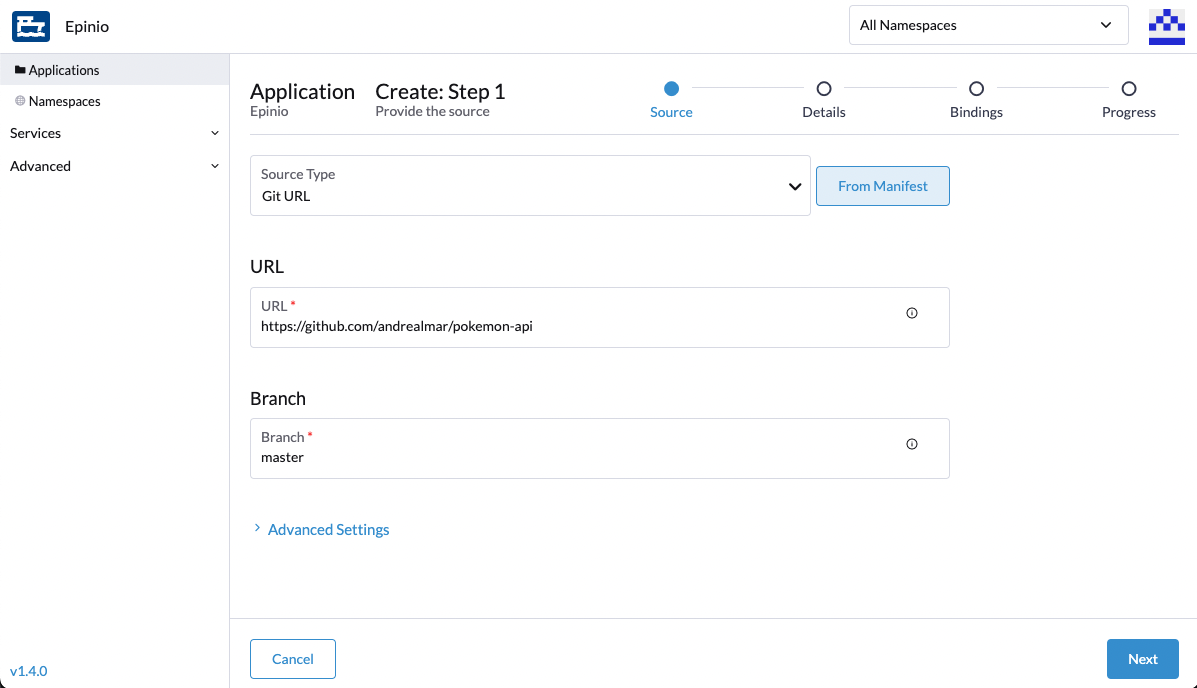 Epinio
All Namespaces
Applications
Namespaces
Services
Advanced
v1.4.0
Application
Epinio
Create: Step 1
Provide the source
Source
Details
Bindings
Progress
Source Type
Git URL
From Manifest
URL
URL *
https://github.com/andrealmar/pokemon-api
Branch
Branch *
master
Advanced Settings
Cancel
Next